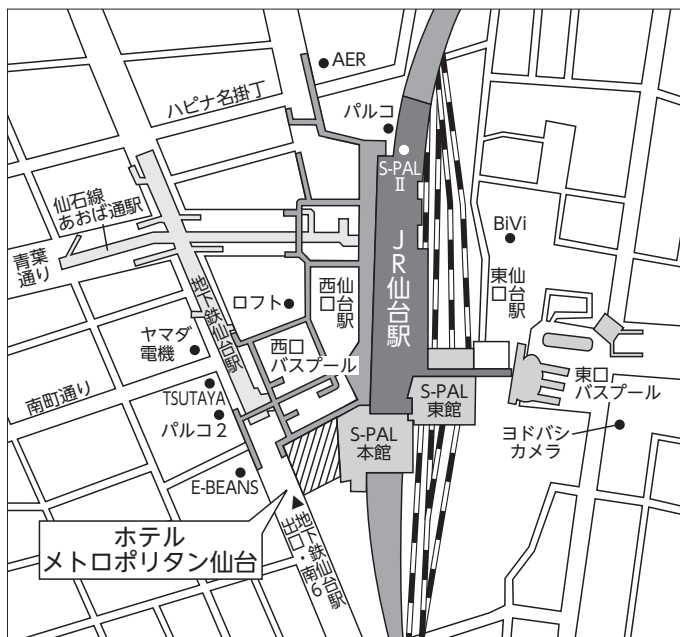 AER
ハピナ名掛丁
パルコ
S-PAL
II
仙石線
あおば通駅
BiVi
青葉
通り
JR仙台駅
仙台駅
西口
仙台駅
東口
地下鉄仙台駅
ロフト
ヤマダ
電機
西口
バスプール
南町通り
TSUTAYA
パルコ2
S-PAL
東館
東口
バスプール
S-PAL
本館
ヨドバシ
カメラ
E-BEANS
ホテル
メトロポリタン仙台
地下鉄仙台駅
出口・南6